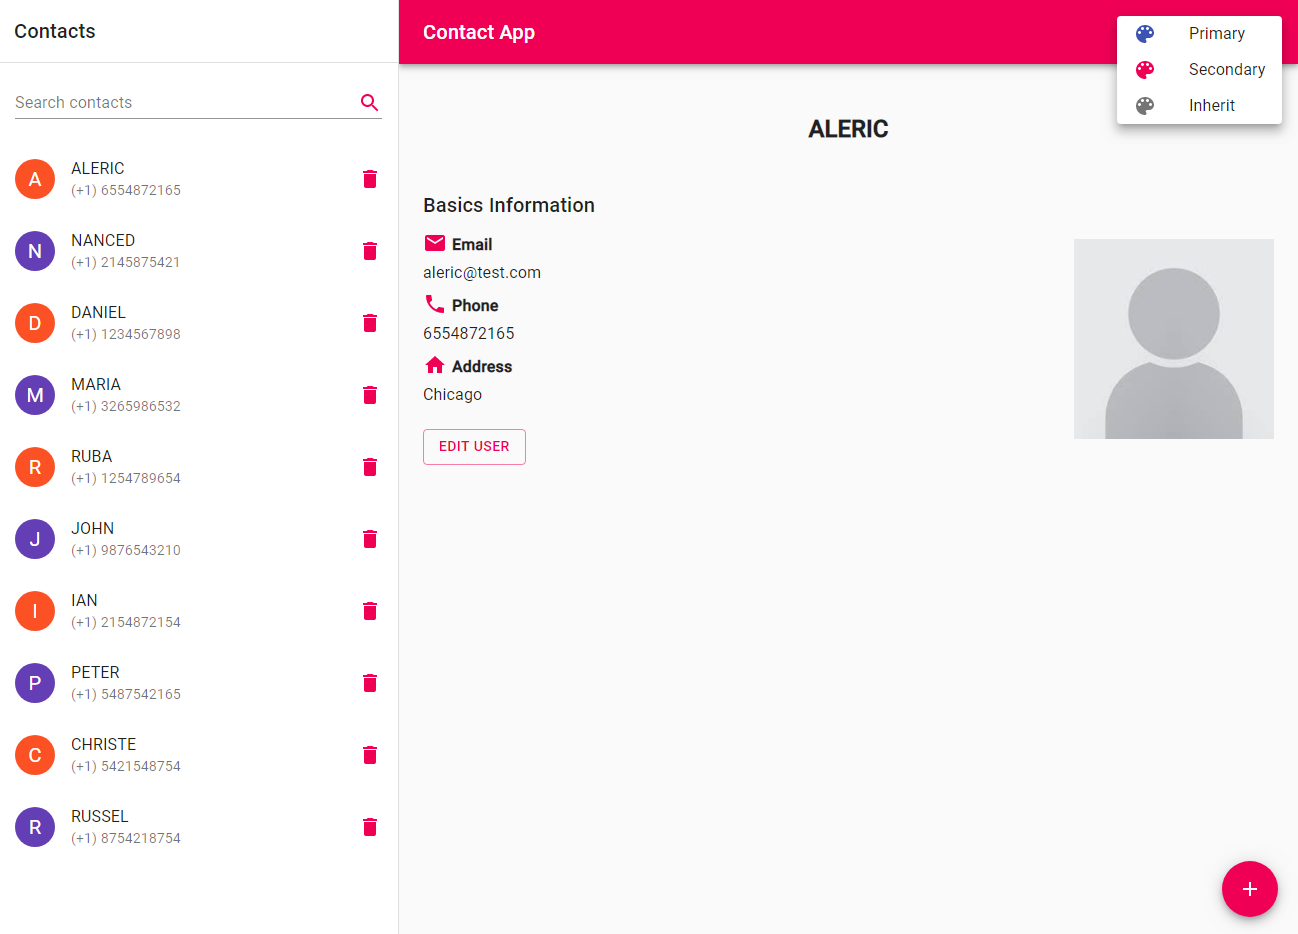 Contacts
Search contacts
A
ALERIC
(+1) 6554872165
N
NANCED
(+1) 2145875421
D
DANIEL
(+1) 1234567898
M
MARIA
(+1) 3265986532
R
RUBA
(+1) 1254789654
J
JOHN
(+1) 9876543210
I
IAN
(+1) 2154872154
P
PETER
(+1) 5487542165
C
CHRISTE
(+1) 5421548754
R
RUSSEL
(+1) 8754218754
Contact App
Primary
Secondary
Inherit
ALERIC
Basics Information
Email
aleric@test.com
Phone
6554872165
Address
Chicago
EDIT USER